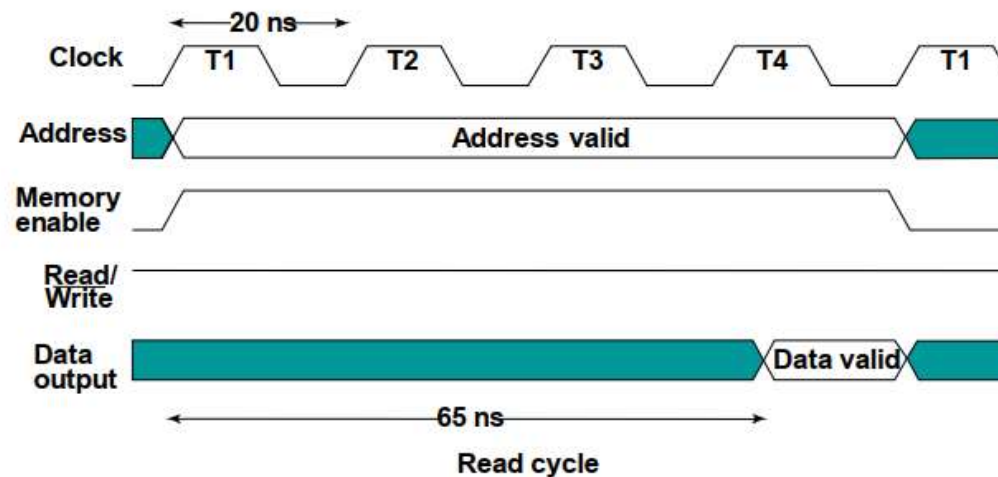 20 ns
Clock T1 T2 T3 T4 T1
Address Address valid
Memory
enable
Read/
Write
Data
output Data valid
65 ns
Read cycle